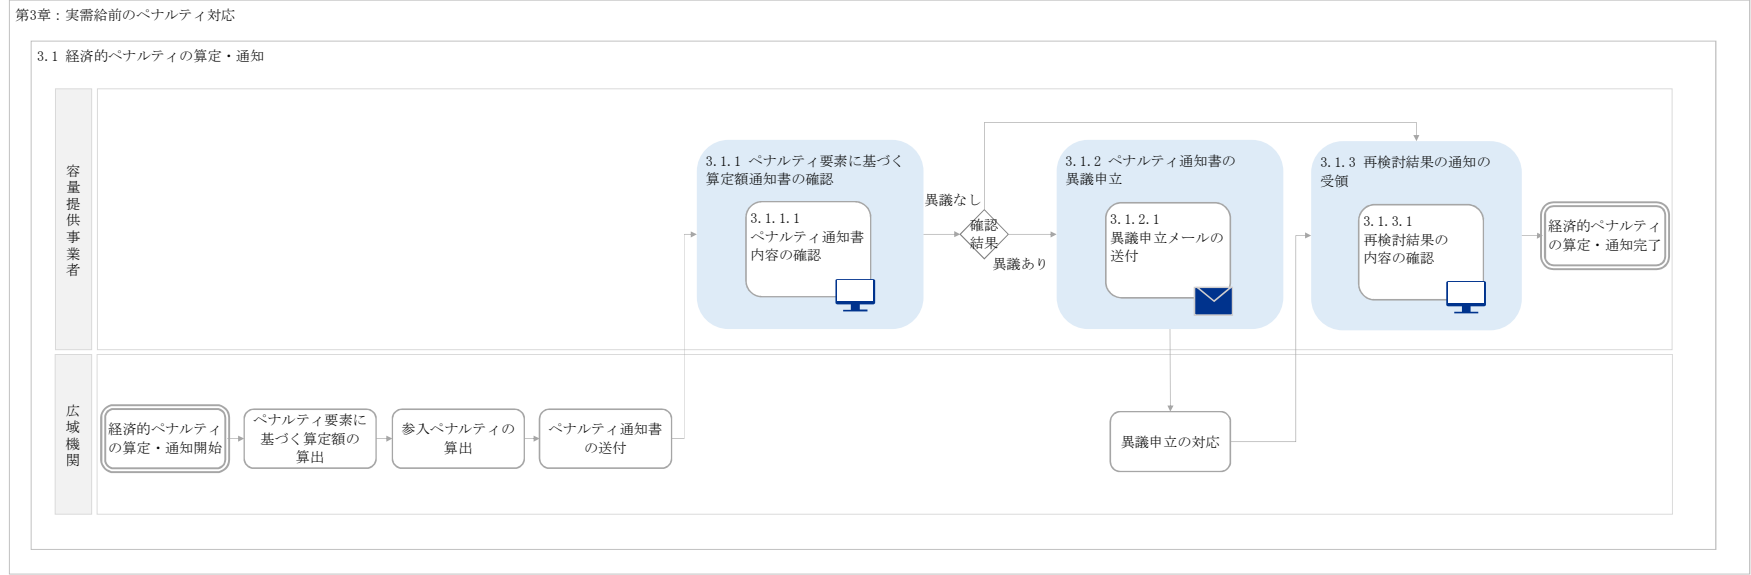 第3章：実需給前のペナルティ対応
3.1 経済的ペナルティの算定・通知
容量提供事業者
3.1.1 ペナルティ要素に基づく
算定額通知書の確認
3.1.1.1
ペナルティ通知書
内容の確認
異議なし
確認
結果
異議あり
3.1.2 ペナルティ通知書の
異議申立
3.1.2.1
異議申立メールの
送付
3.1.3 再検討結果の通知の
受領
3.1.3.1
再検討結果の
内容の確認
経済的ペナルティ
の算定・通知完了
広域機関
経済的ペナルティ
の算定・通知開始
ペナルティ要素に
基づく算定額の
算出
参入ペナルティの
算出
ペナルティ通知書
の送付
異議申立の対応